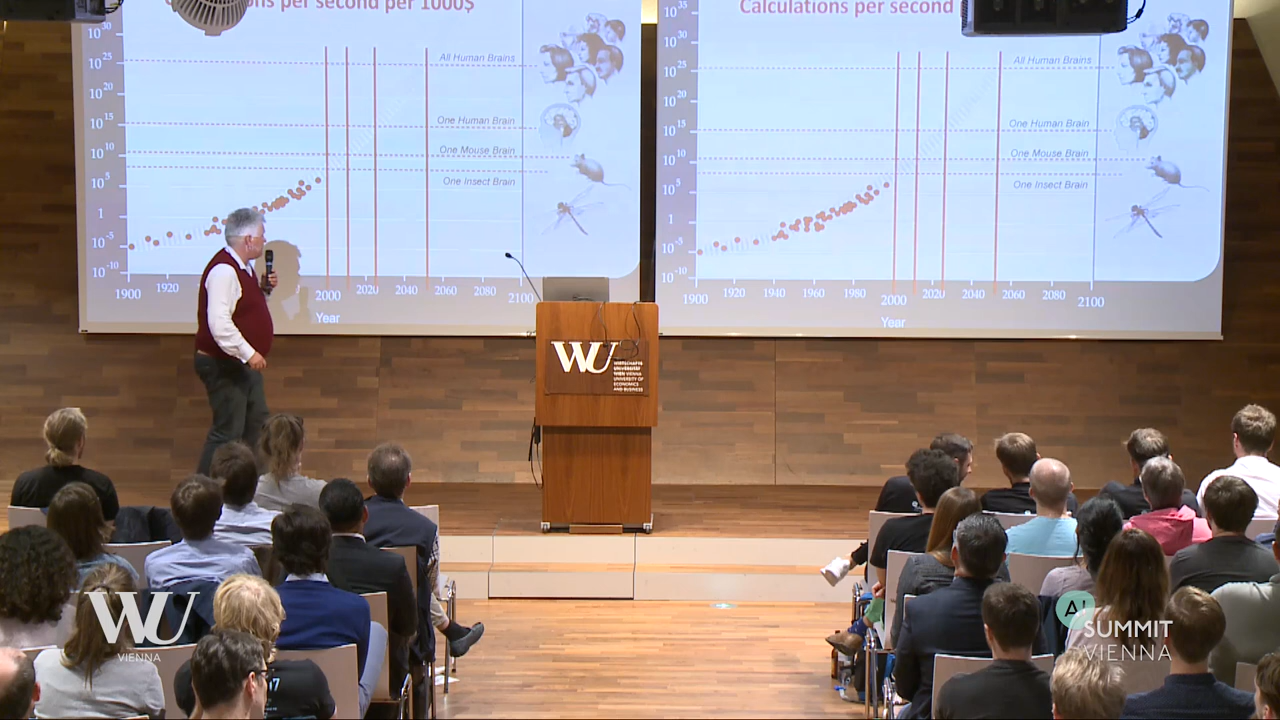 ns per second per 1000$
Calculations per second
10³⁰
10²⁵
10²⁰
10¹⁵
10¹⁰
10⁵
1
10⁻⁵
10⁻¹⁰
All Human Brains
One Human Brain
One Mouse Brain
One Insect Brain
1900
1920
2000
2020
2040
2060
2080
2100
Year
10³⁵
10³⁰
10²⁵
10²⁰
10¹⁵
10¹⁰
10⁵
1
10⁻⁵
10⁻¹⁰
All Human Brains
One Human Brain
One Mouse Brain
One Insect Brain
1900
1920
1940
1960
1980
2000
2020
2040
2060
2080
2100
Year
WU
WIRTSCHAFTS
UNIVERSITÄT
WIEN VIENNA
UNIVERSITY OF
ECONOMICS
AND BUSINESS
WU
VIENNA
AI
SUMMIT
VIENNA